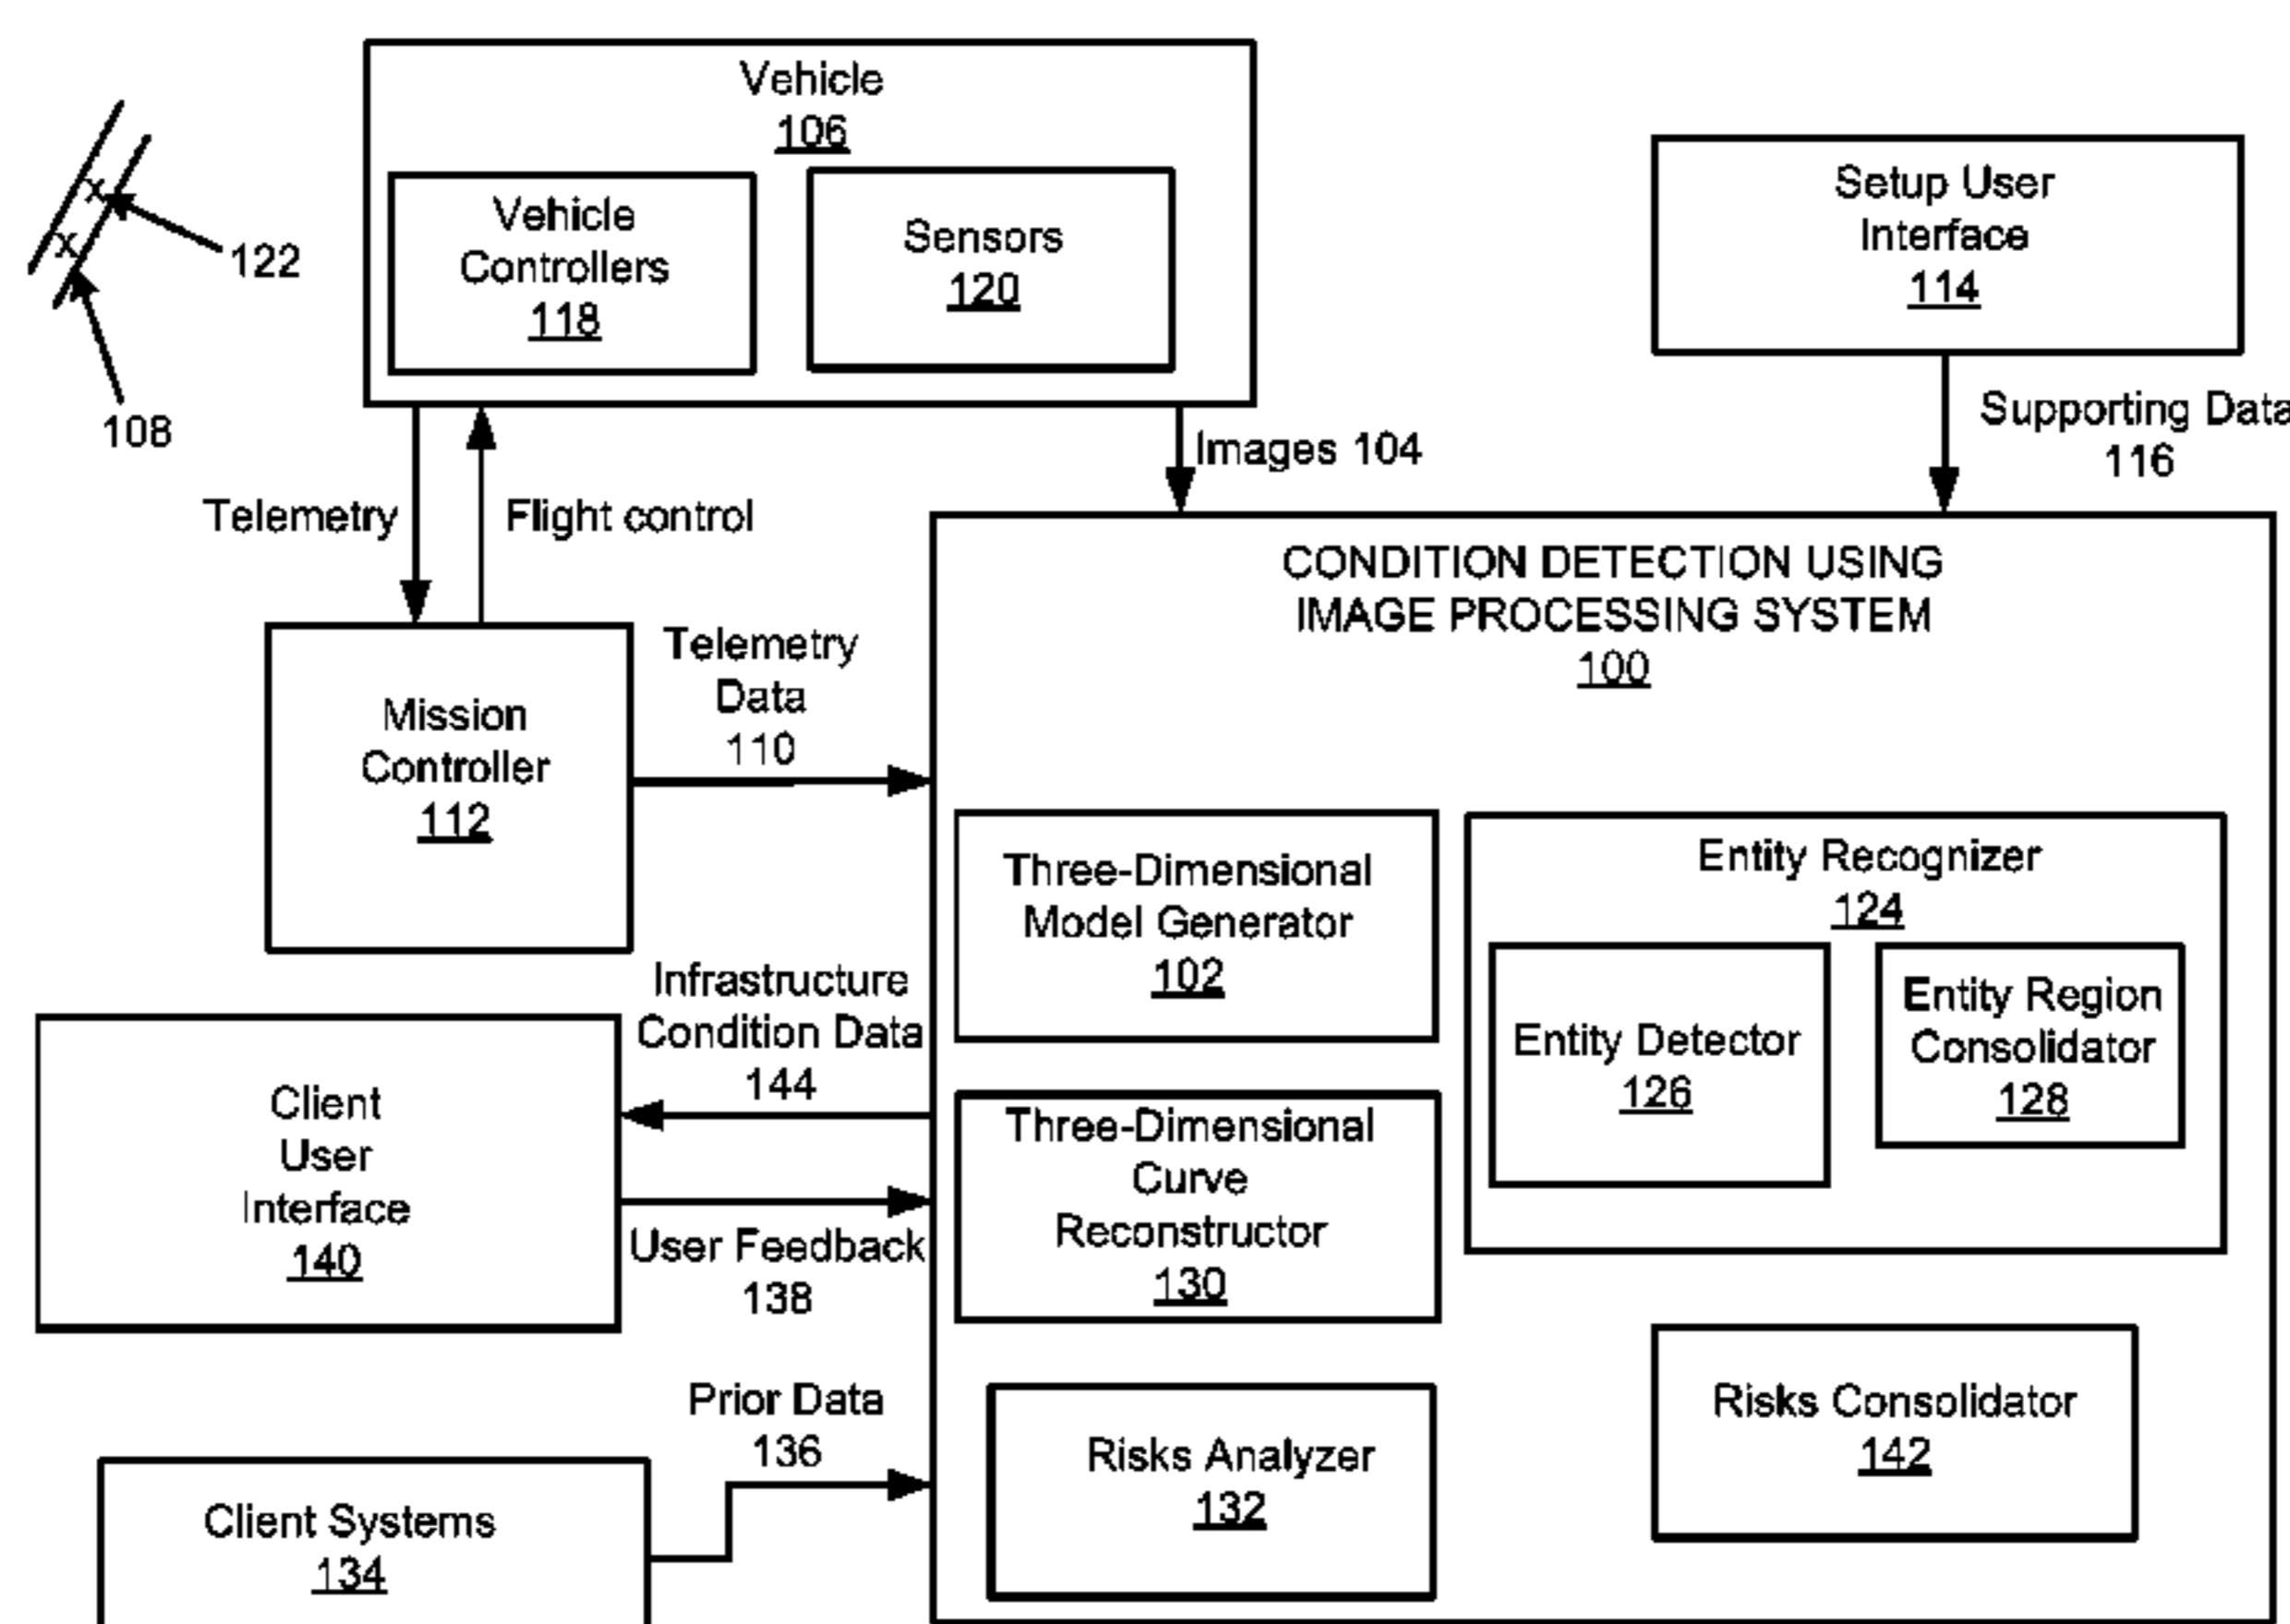 Vehicle
106
Vehicle
Controllers
118
Sensors
120
Setup User
Interface
114
122
108
Supporting Data
116
Images 104
Telemetry
Flight control
CONDITION DETECTION USING
IMAGE PROCESSING SYSTEM
100
Mission
Controller
112
Telemetry
Data
110
Three-Dimensional
Model Generator
102
Entity Recognizer
124
Entity Detector
126
Entity Region
Consolidator
128
Infrastructure
Condition Data
144
Client
User
Interface
140
User Feedback
138
Three-Dimensional
Curve
Reconstructor
130
Prior Data
136
Client Systems
134
Risks Analyzer
132
Risks Consolidator
142